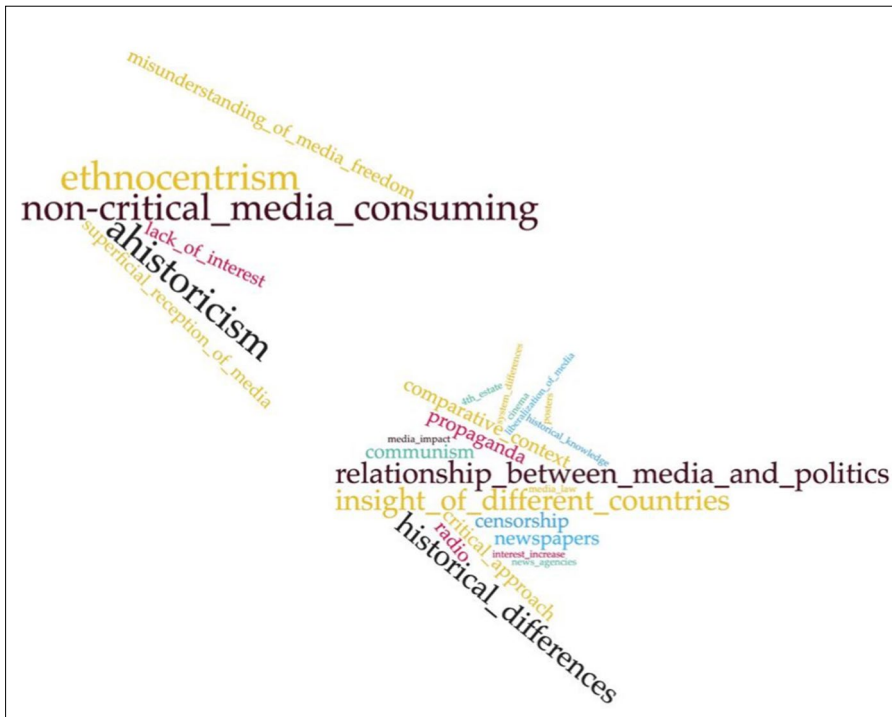 misunderstanding_of_media_freedom
ethnocentrism
non-critical_media_consuming
lack_of_interest
ahistoricism
superficial_reception_of_media
system_differences
4th_estate
cinema
liberalization_of_media
posters
historical_knowledge
comparative_context
propaganda
media_impact
communism
relationship_between_media_and_politics
media_law
insight_of_different_countries
censorship
critical_approach
radio
newspapers
interest_increase
news_agencies
historical_differences